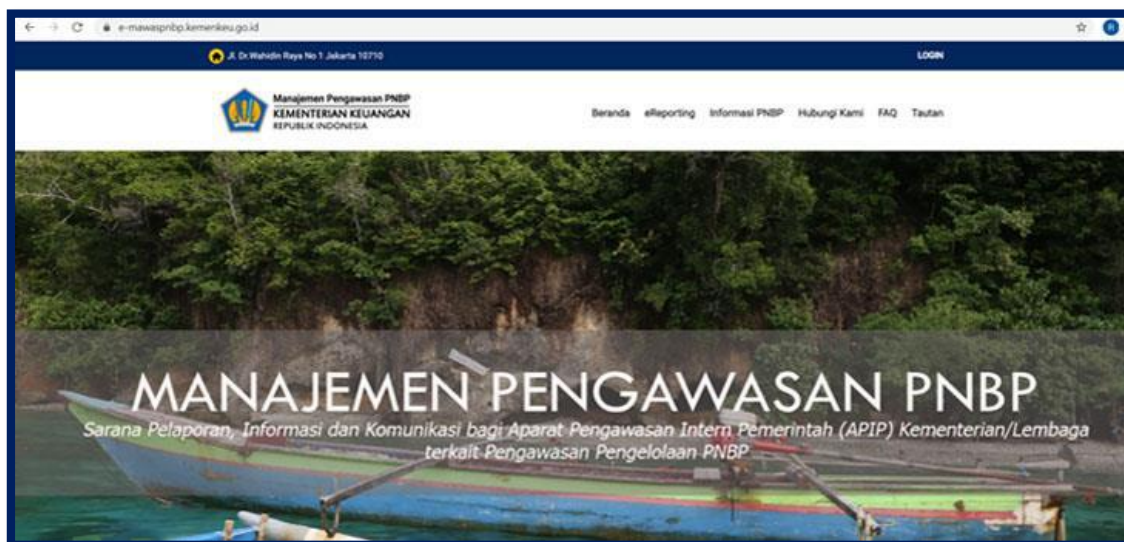 e-mawaspnbp.kemenkeu.go.id
R
Jl. Dr.Wahidin Raya No 1 Jakarta 10710
LOGIN
Manajemen Pengawasan PNBP
KEMENTERIAN KEUANGAN
REPUBLIK INDONESIA
Beranda eReporting Informasi PNBP Hubungi Kami FAQ Tautan
MANAJEMEN PENGAWASAN PNBP
Sarana Pelaporan, Informasi dan Komunikasi bagi Aparat Pengawasan Intern Pemerintah (APIP) Kementerian/Lembaga
terkait Pengawasan Pengelolaan PNBP